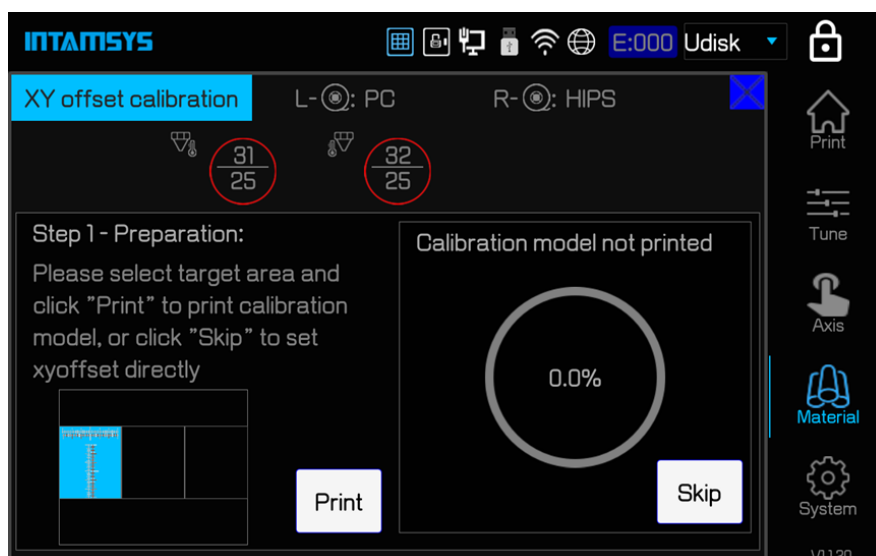 INTAMSYS
E:000
Udisk
XY offset calibration
L- : PC
R- : HIPS
31
25
32
25
Step 1 - Preparation:
Please select target area and
click "Print" to print calibration
model, or click "Skip" to set
xyoffset directly
Print
Calibration model not printed
0.0%
Skip
Print
Tune
Axis
Material
System